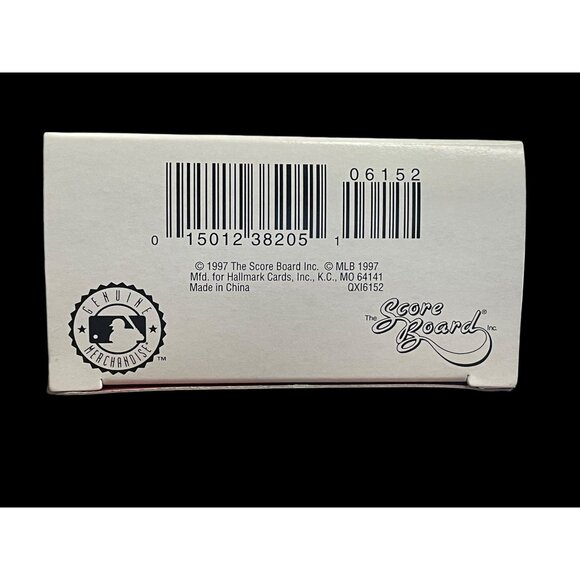 06152
0 15012 38205 1
© 1997 The Score Board Inc. © MLB 1997
Mfd. for Hallmark Cards, Inc., K.C., MO 64141
Made in China QXI6152
GENUINE
MERCHANDISE
TM
The Score Board® Inc.